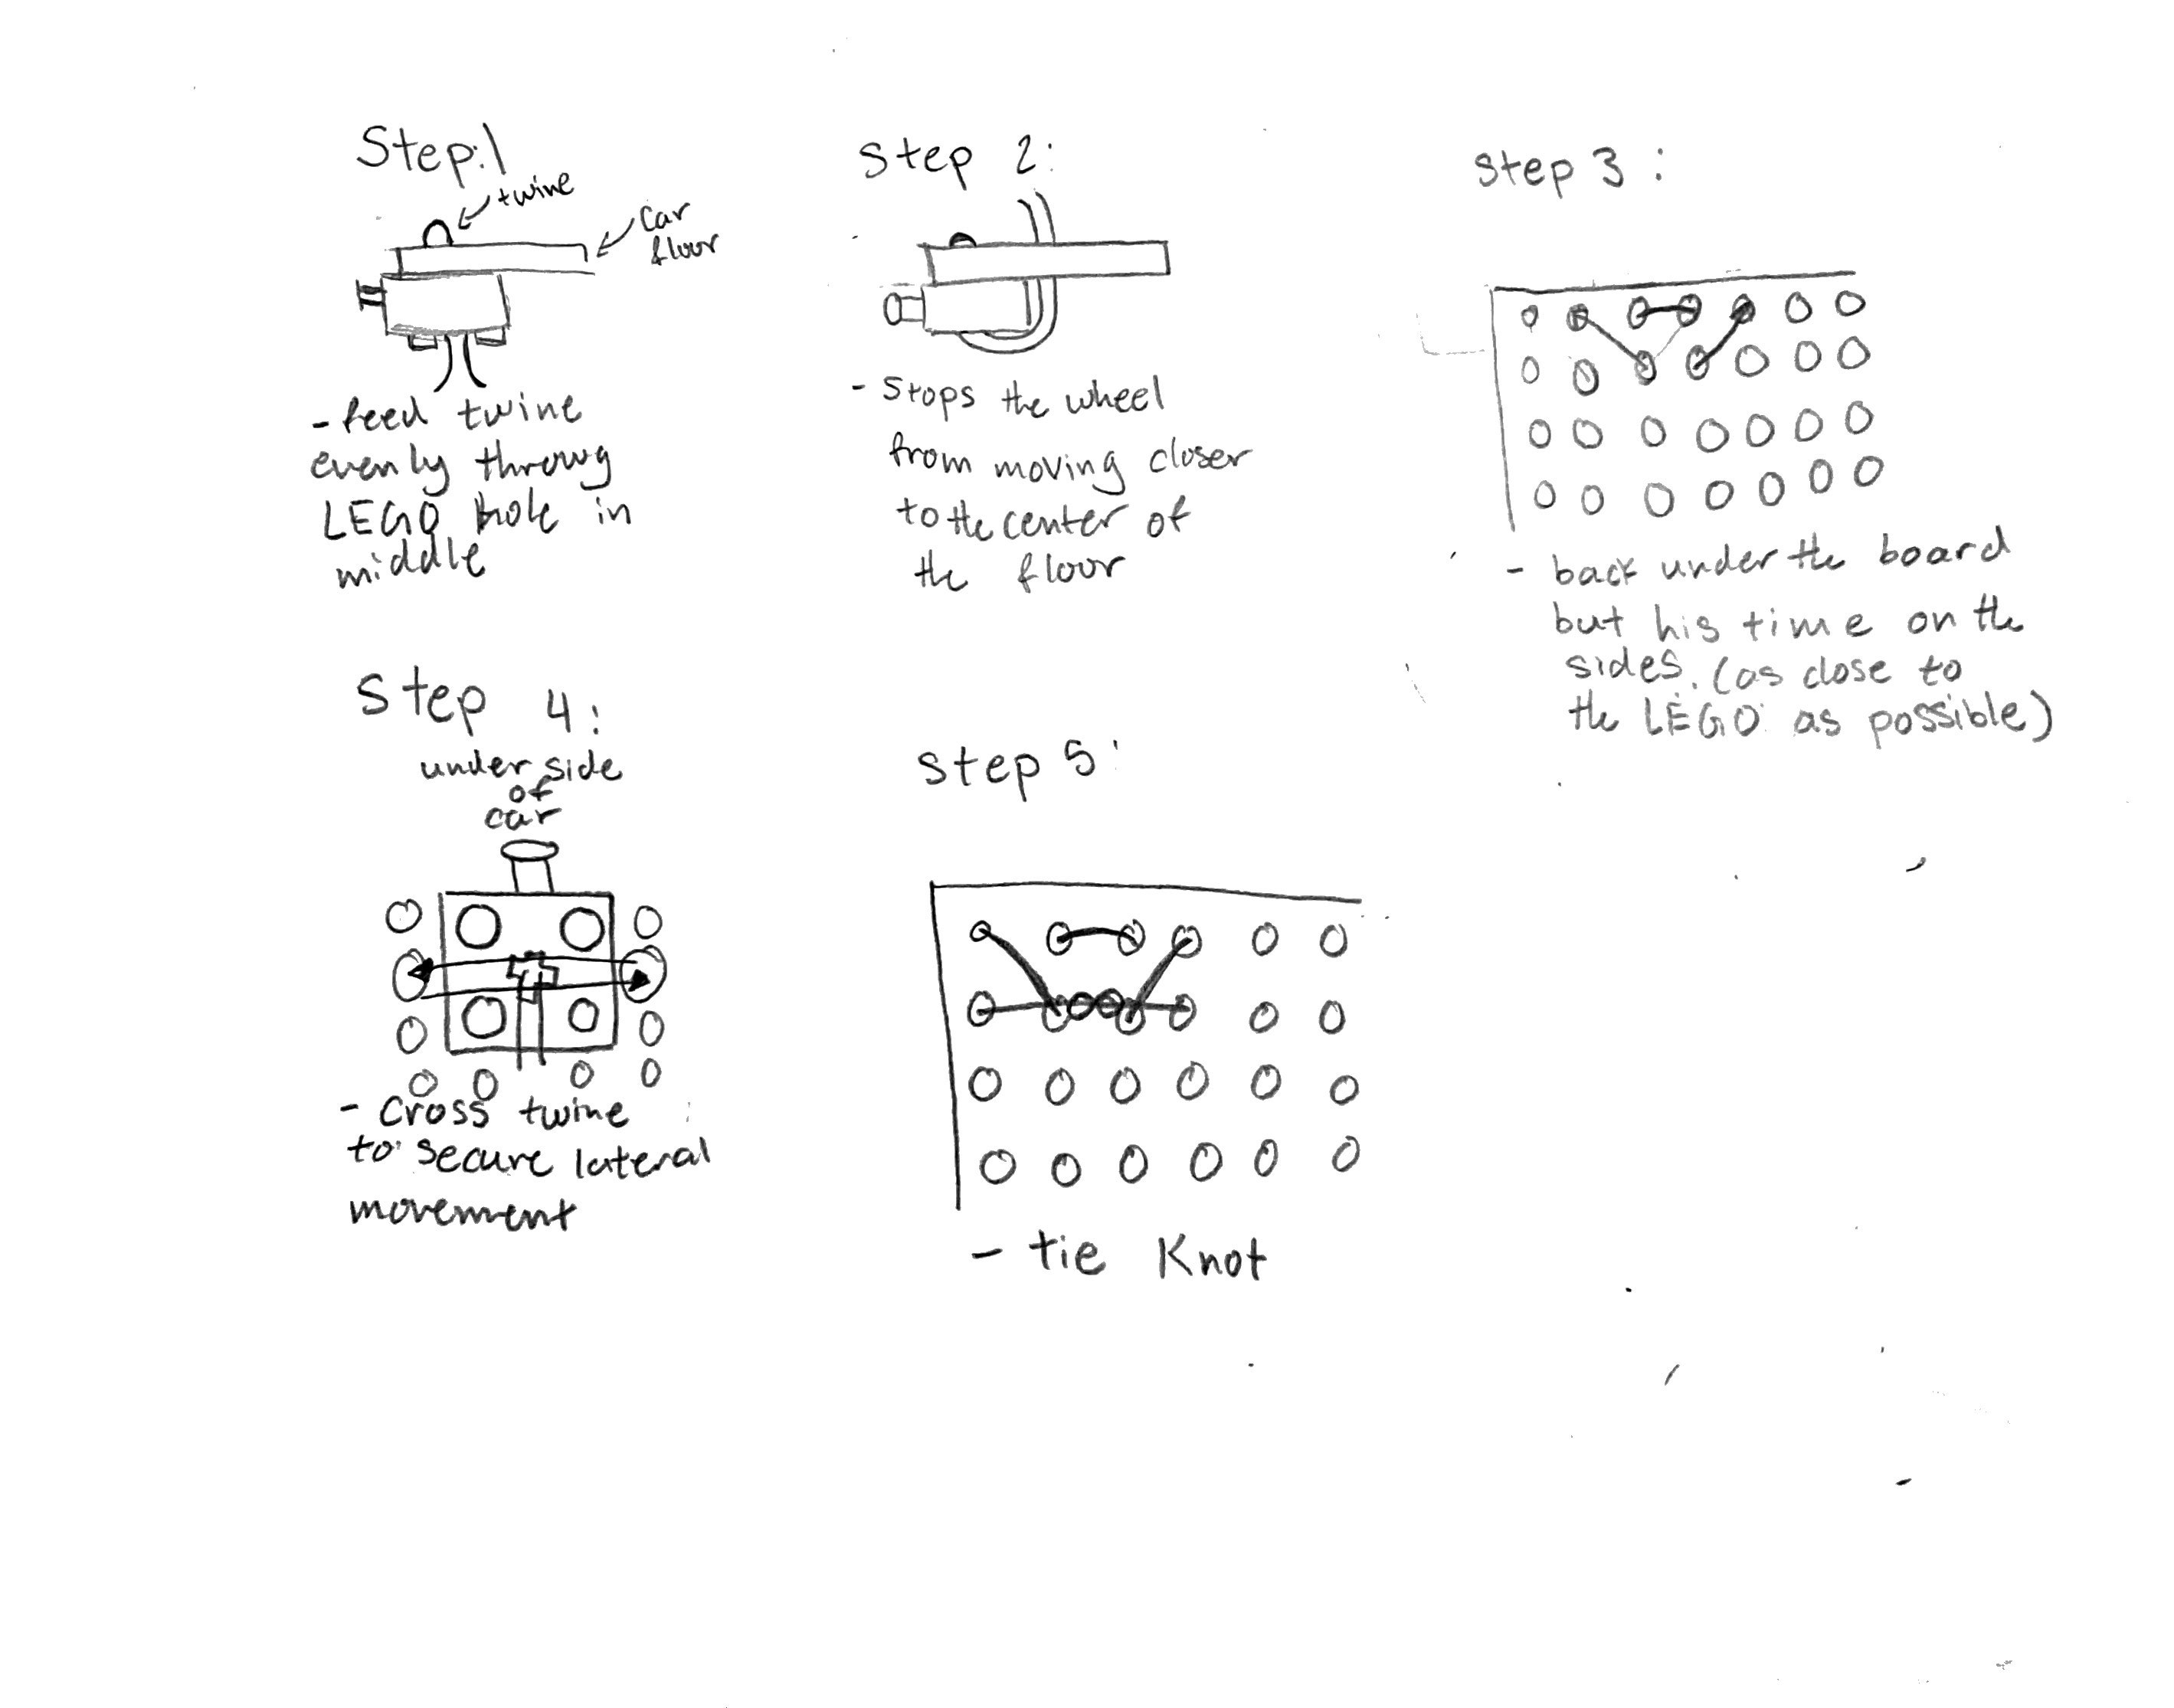 Step:1
twine
car
floor
- feed twine
evenly throug
LEGO hole in
middle
Step 2:
- Stops the wheel
from moving closer
to the center of
the floor
Step 3:
- back under the board
but his time on the
sides. (as close to
the LEGO as possible)
Step 4:
under side
of
car
- cross twine
to secure lateral
movement
Step 5:
- tie Knot